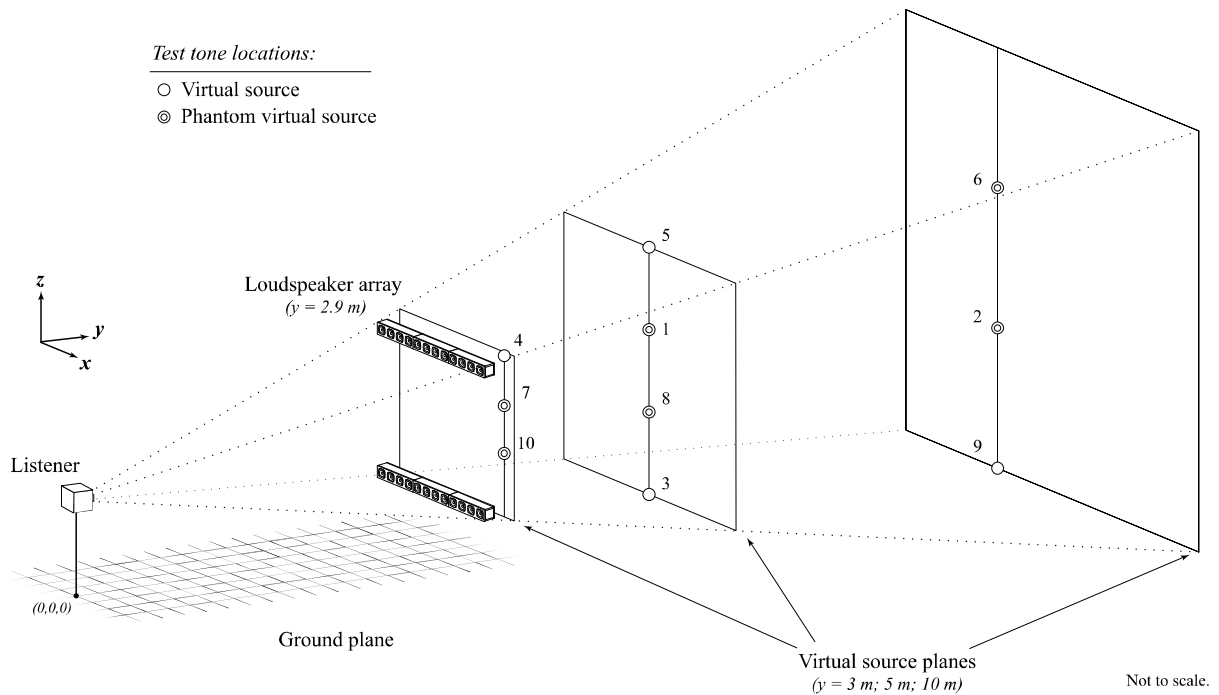 Test tone locations:
Virtual source
Phantom virtual source
6
5
z
Loudspeaker array
(y = 2.9 m)
y
x
4
1
2
7
8
10
9
Listener
3
(0,0,0)
Ground plane
Virtual source planes
(y = 3 m; 5 m; 10 m)
Not to scale.